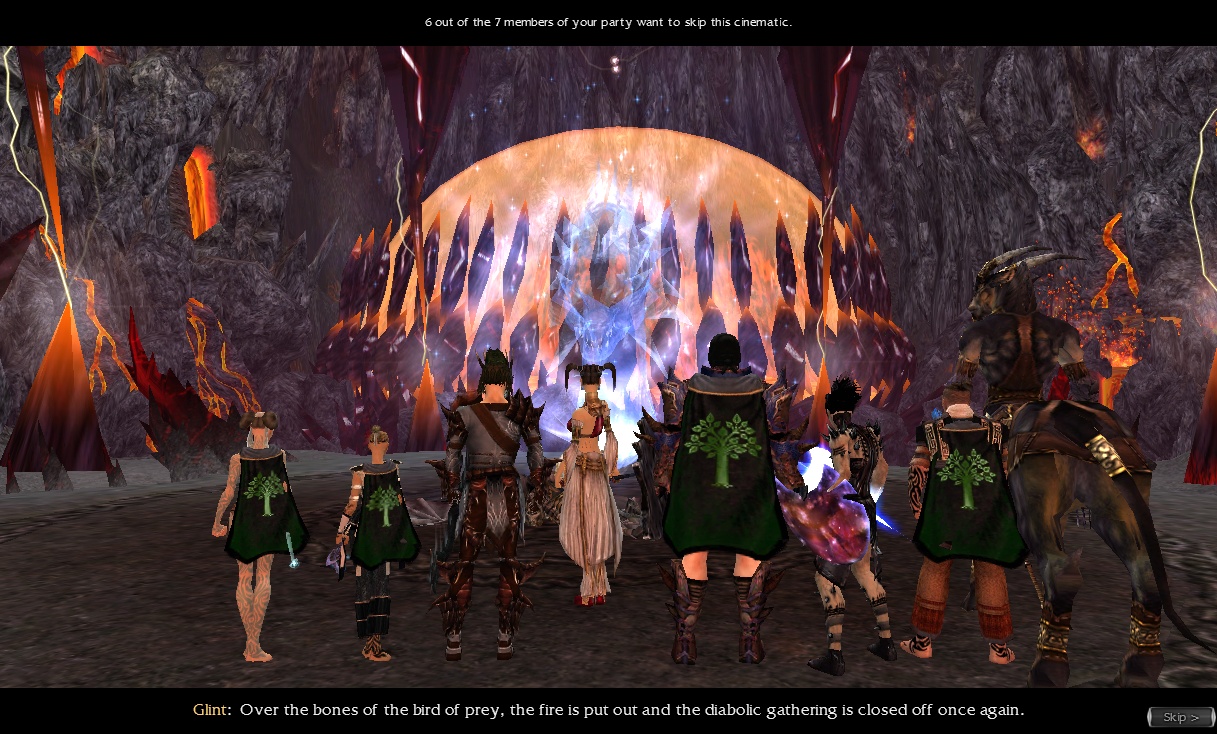 6 out of the 7 members of your party want to skip this cinematic.
Glint: Over the bones of the bird of prey, the fire is put out and the diabolic gathering is closed off once again.
Skip >